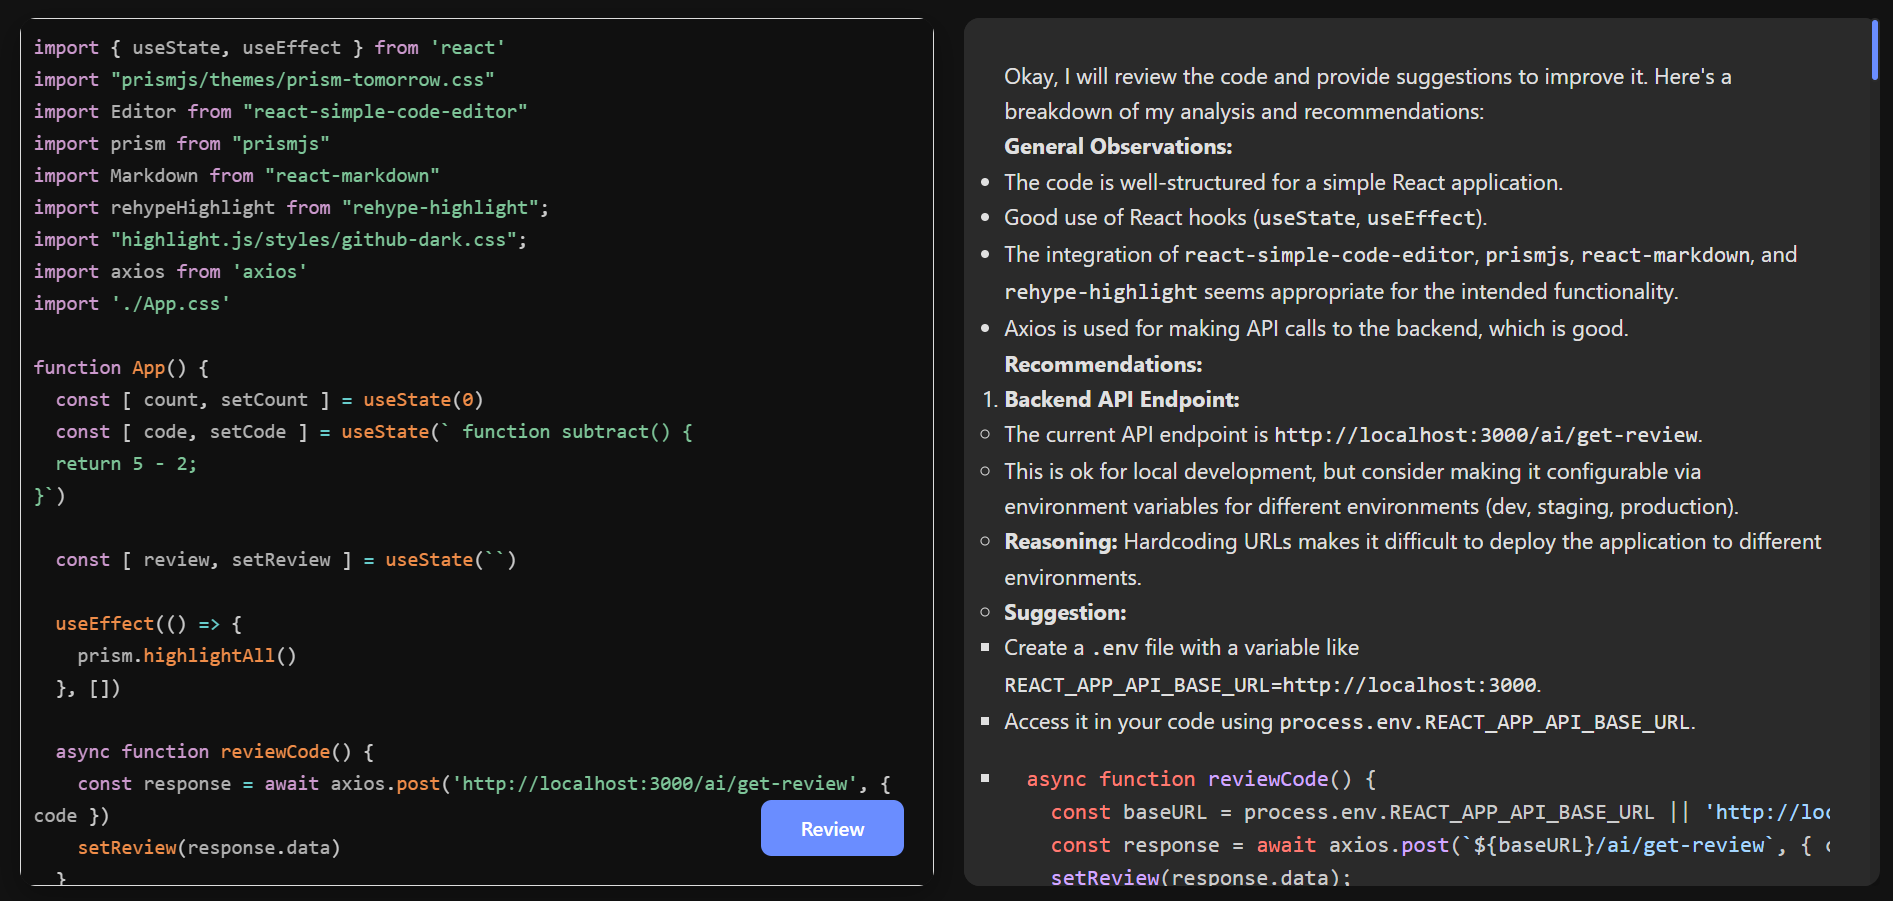 import { useState, useEffect } from 'react'
import "prismjs/themes/prism-tomorrow.css"
import Editor from "react-simple-code-editor"
import prism from "prismjs"
import Markdown from "react-markdown"
import rehypeHighlight from "rehype-highlight";
import "highlight.js/styles/github-dark.css";
import axios from 'axios'
import './App.css'

function App() {
  const [ count, setCount ] = useState(0)
  const [ code, setCode ] = useState(` function subtract() {
  return 5 - 2;
}`)

  const [ review, setReview ] = useState(``)

  useEffect(() => {
    prism.highlightAll()
  }, [])

  async function reviewCode() {
    const response = await axios.post('http://localhost:3000/ai/get-review', {
code })
    setReview(response.data)
  }
Review
Okay, I will review the code and provide suggestions to improve it. Here's a
breakdown of my analysis and recommendations:
General Observations:
• The code is well-structured for a simple React application.
• Good use of React hooks (useState, useEffect).
• The integration of react-simple-code-editor, prismjs, react-markdown, and
rehype-highlight seems appropriate for the intended functionality.
• Axios is used for making API calls to the backend, which is good.
Recommendations:
1. Backend API Endpoint:
○ The current API endpoint is http://localhost:3000/ai/get-review.
○ This is ok for local development, but consider making it configurable via
environment variables for different environments (dev, staging, production).
○ Reasoning: Hardcoding URLs makes it difficult to deploy the application to different
environments.
○ Suggestion:
▪ Create a .env file with a variable like
REACT_APP_API_BASE_URL=http://localhost:3000.
▪ Access it in your code using process.env.REACT_APP_API_BASE_URL.
▪ async function reviewCode() {
  const baseURL = process.env.REACT_APP_API_BASE_URL || 'http://loc
  const response = await axios.post(`${baseURL}/ai/get-review`, { c
  setReview(response.data);